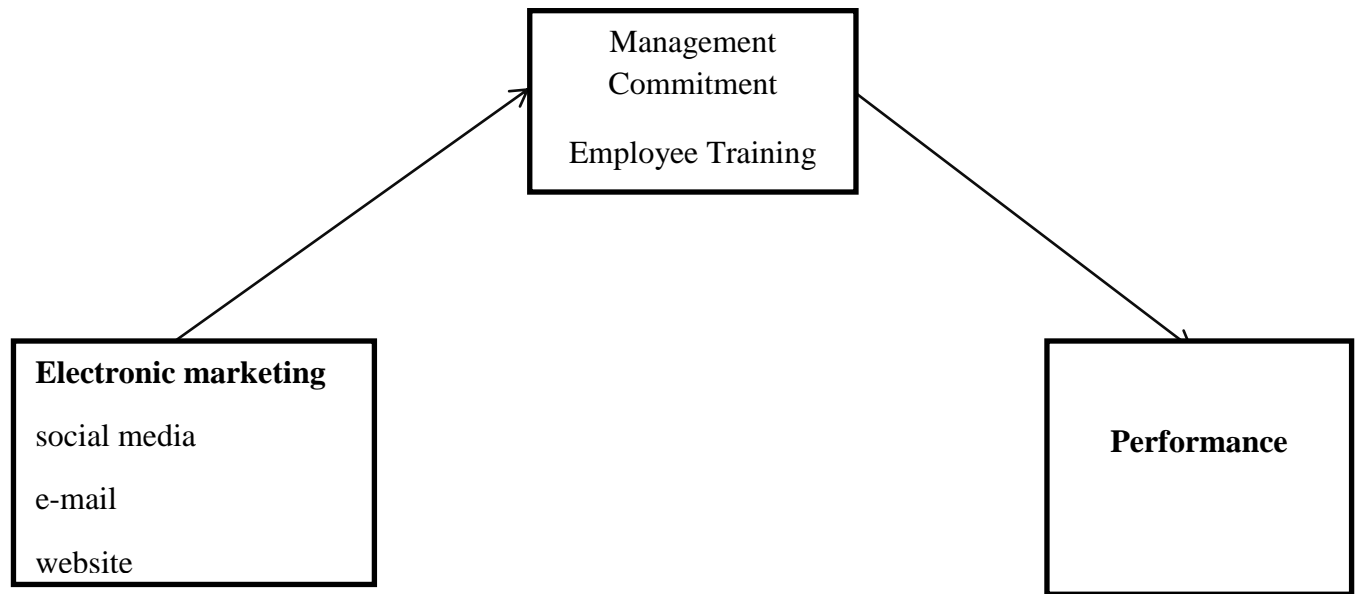 Management
Commitment
Employee Training
Electronic marketing
social media
e-mail
website
Performance